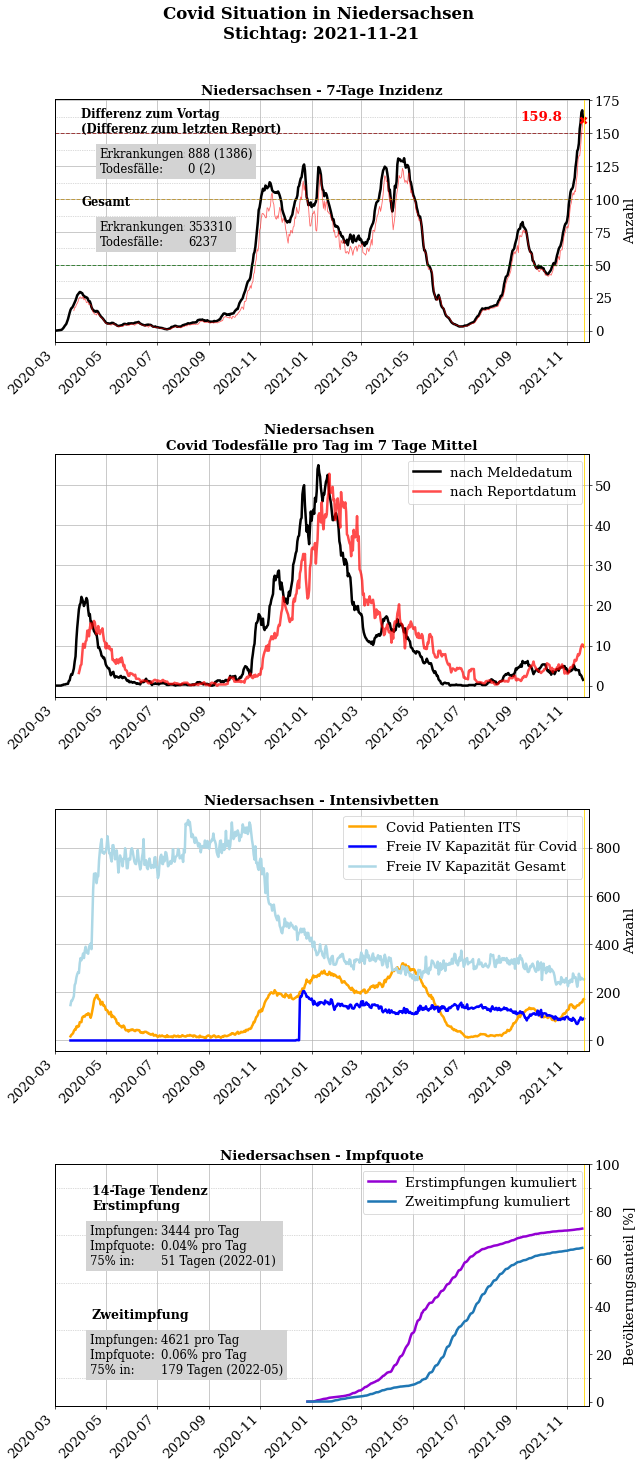 Covid Situation in Niedersachsen
Stichtag: 2021-11-21
Niedersachsen - 7-Tage Inzidenz
Differenz zum Vortag
(Differenz zum letzten Report)
Erkrankungen 888 (1386)
Todesfälle: 0 (2)
Gesamt
Erkrankungen 353310
Todesfälle: 6237
159.8
175
150
125
100
75
50
25
0
Anzahl
2020-03
2020-05
2020-07
2020-09
2020-11
2021-01
2021-03
2021-05
2021-07
2021-09
2021-11
Niedersachsen
Covid Todesfälle pro Tag im 7 Tage Mittel
nach Meldedatum
nach Reportdatum
50
40
30
20
10
0
2020-03
2020-05
2020-07
2020-09
2020-11
2021-01
2021-03
2021-05
2021-07
2021-09
2021-11
Niedersachsen - Intensivbetten
Covid Patienten ITS
Freie IV Kapazität für Covid
Freie IV Kapazität Gesamt
800
600
400
200
0
Anzahl
2020-03
2020-05
2020-07
2020-09
2020-11
2021-01
2021-03
2021-05
2021-07
2021-09
2021-11
Niedersachsen - Impfquote
14-Tage Tendenz
Erstimpfung
Impfungen: 3444 pro Tag
Impfquote: 0.04% pro Tag
75% in: 51 Tagen (2022-01)
Zweitimpfung
Impfungen: 4621 pro Tag
Impfquote: 0.06% pro Tag
75% in: 179 Tagen (2022-05)
Erstimpfungen kumuliert
Zweitimpfung kumuliert
100
80
60
40
20
0
Bevölkerungsanteil [%]
2020-03
2020-05
2020-07
2020-09
2020-11
2021-01
2021-03
2021-05
2021-07
2021-09
2021-11